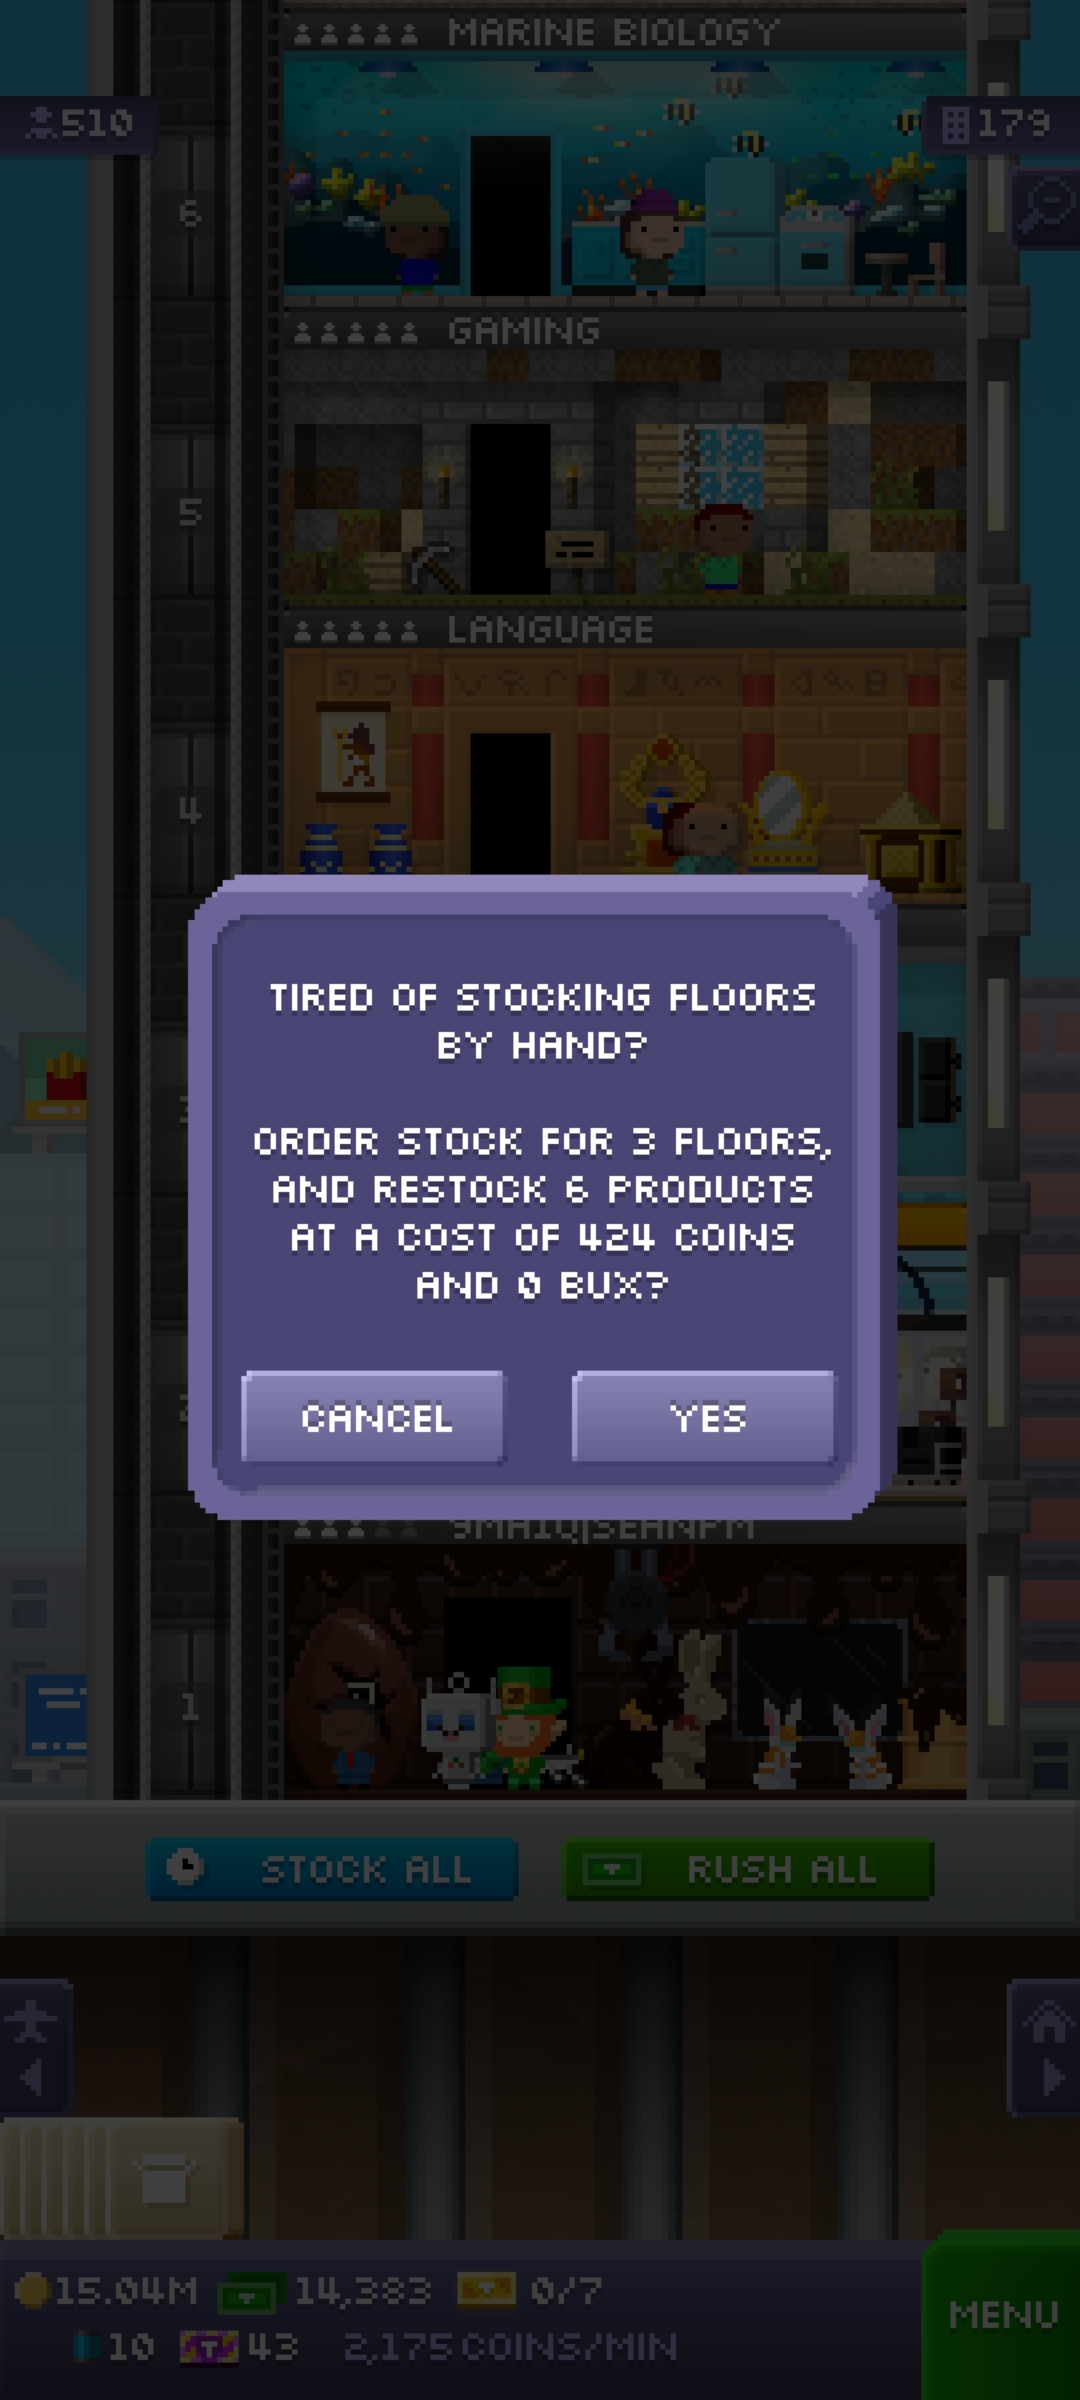 MARINE BIOLOGY
510
179
6
GAMING
5
LANGUAGE
4
TIRED OF STOCKING FLOORS
BY HAND?
ORDER STOCK FOR 3 FLOORS,
AND RESTOCK 6 PRODUCTS
AT A COST OF 424 COINS
AND 0 BUX?
CANCEL
YES
1
STOCK ALL
RUSH ALL
15.04M
14,383
0/7
MENU
10
43
2,175 COINS/MIN